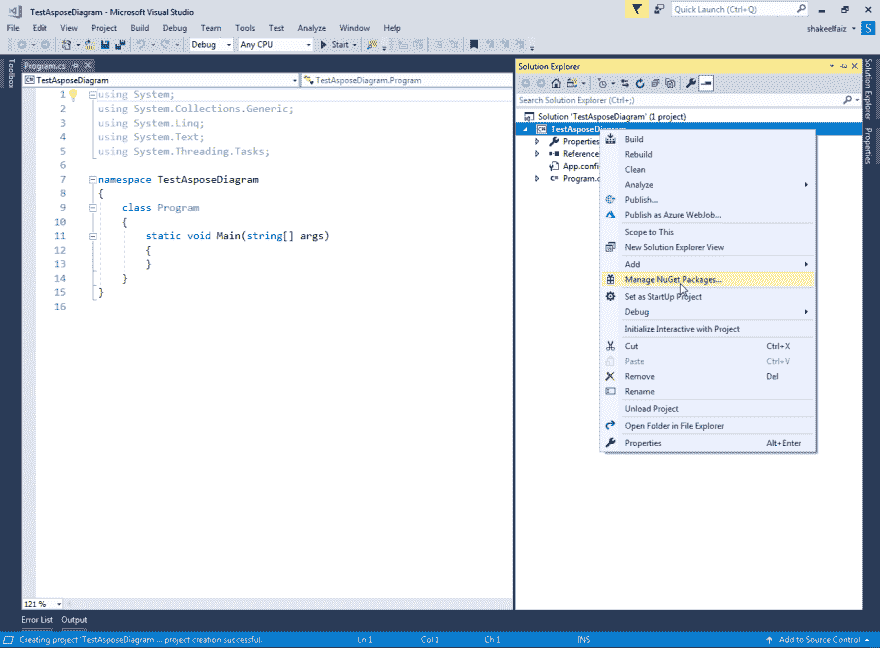 TestAsposeDiagram - Microsoft Visual Studio
Quick Launch (Ctrl+Q)
File Edit View Project Build Debug Team Tools Test Analyze Window Help
shakeelfaiz S
Debug Any CPU Start
Toolbox
Program.cs
TestAsposeDiagram
TestAsposeDiagram.Program
1 using System;
2 using System.Collections.Generic;
3 using System.Linq;
4 using System.Text;
5 using System.Threading.Tasks;
6
7 namespace TestAsposeDiagram
8 {
9 class Program
10 {
11 static void Main(string[] args)
12 {
13 }
14 }
15 }
16
121 %
Solution Explorer
Search Solution Explorer (Ctrl+;)
Solution 'TestAsposeDiagram' (1 project)
TestAsposeDiagram
Properties
Reference
App.confi
Program.c
Build
Rebuild
Clean
Analyze
Publish...
Publish as Azure WebJob...
Scope to This
New Solution Explorer View
Add
Manage NuGet Packages...
Set as StartUp Project
Debug
Initialize Interactive with Project
Cut Ctrl+X
Paste Ctrl+V
Remove Del
Rename
Unload Project
Open Folder in File Explorer
Properties Alt+Enter
Solution Explorer
Properties
Error List Output
Creating project 'TestAsposeDiagram'... project creation successful. Ln 1 Col 1 Ch 1 INS Add to Source Control